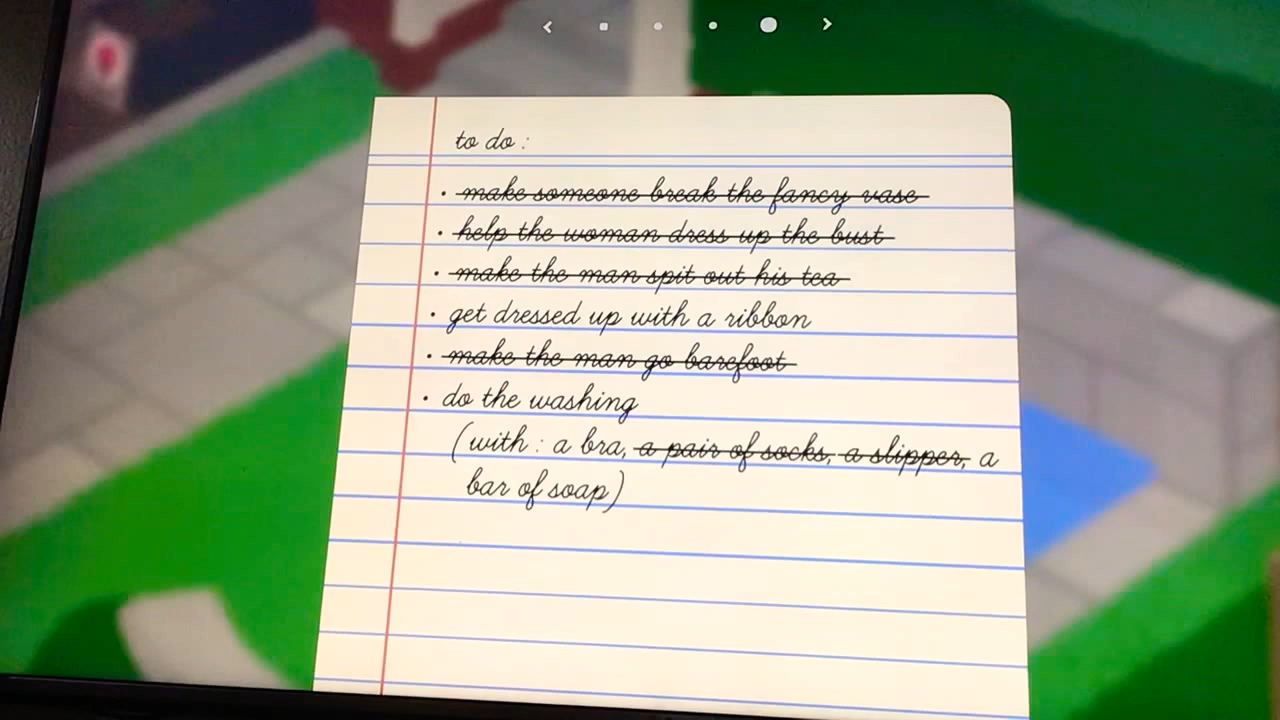 to do :
· make someone break the fancy vase
· help the woman dress up the bust
· make the man spit out his tea
· get dressed up with a ribbon
· make the man go barefoot
· do the washing
(with : a bra, a pair of socks, a slipper, a
bar of soap)